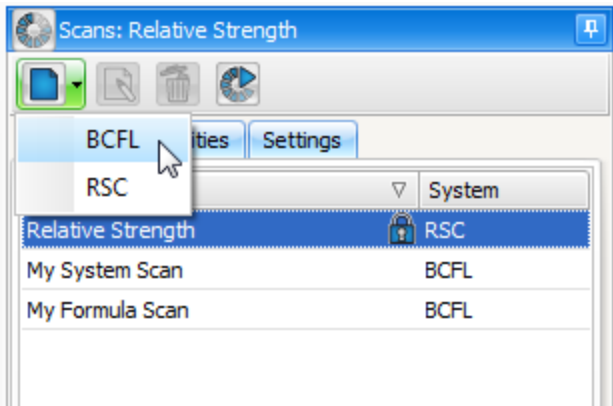 Scans: Relative Strength
BCFL
RSC
ities
Settings
System
Relative Strength RSC
My System Scan BCFL
My Formula Scan BCFL